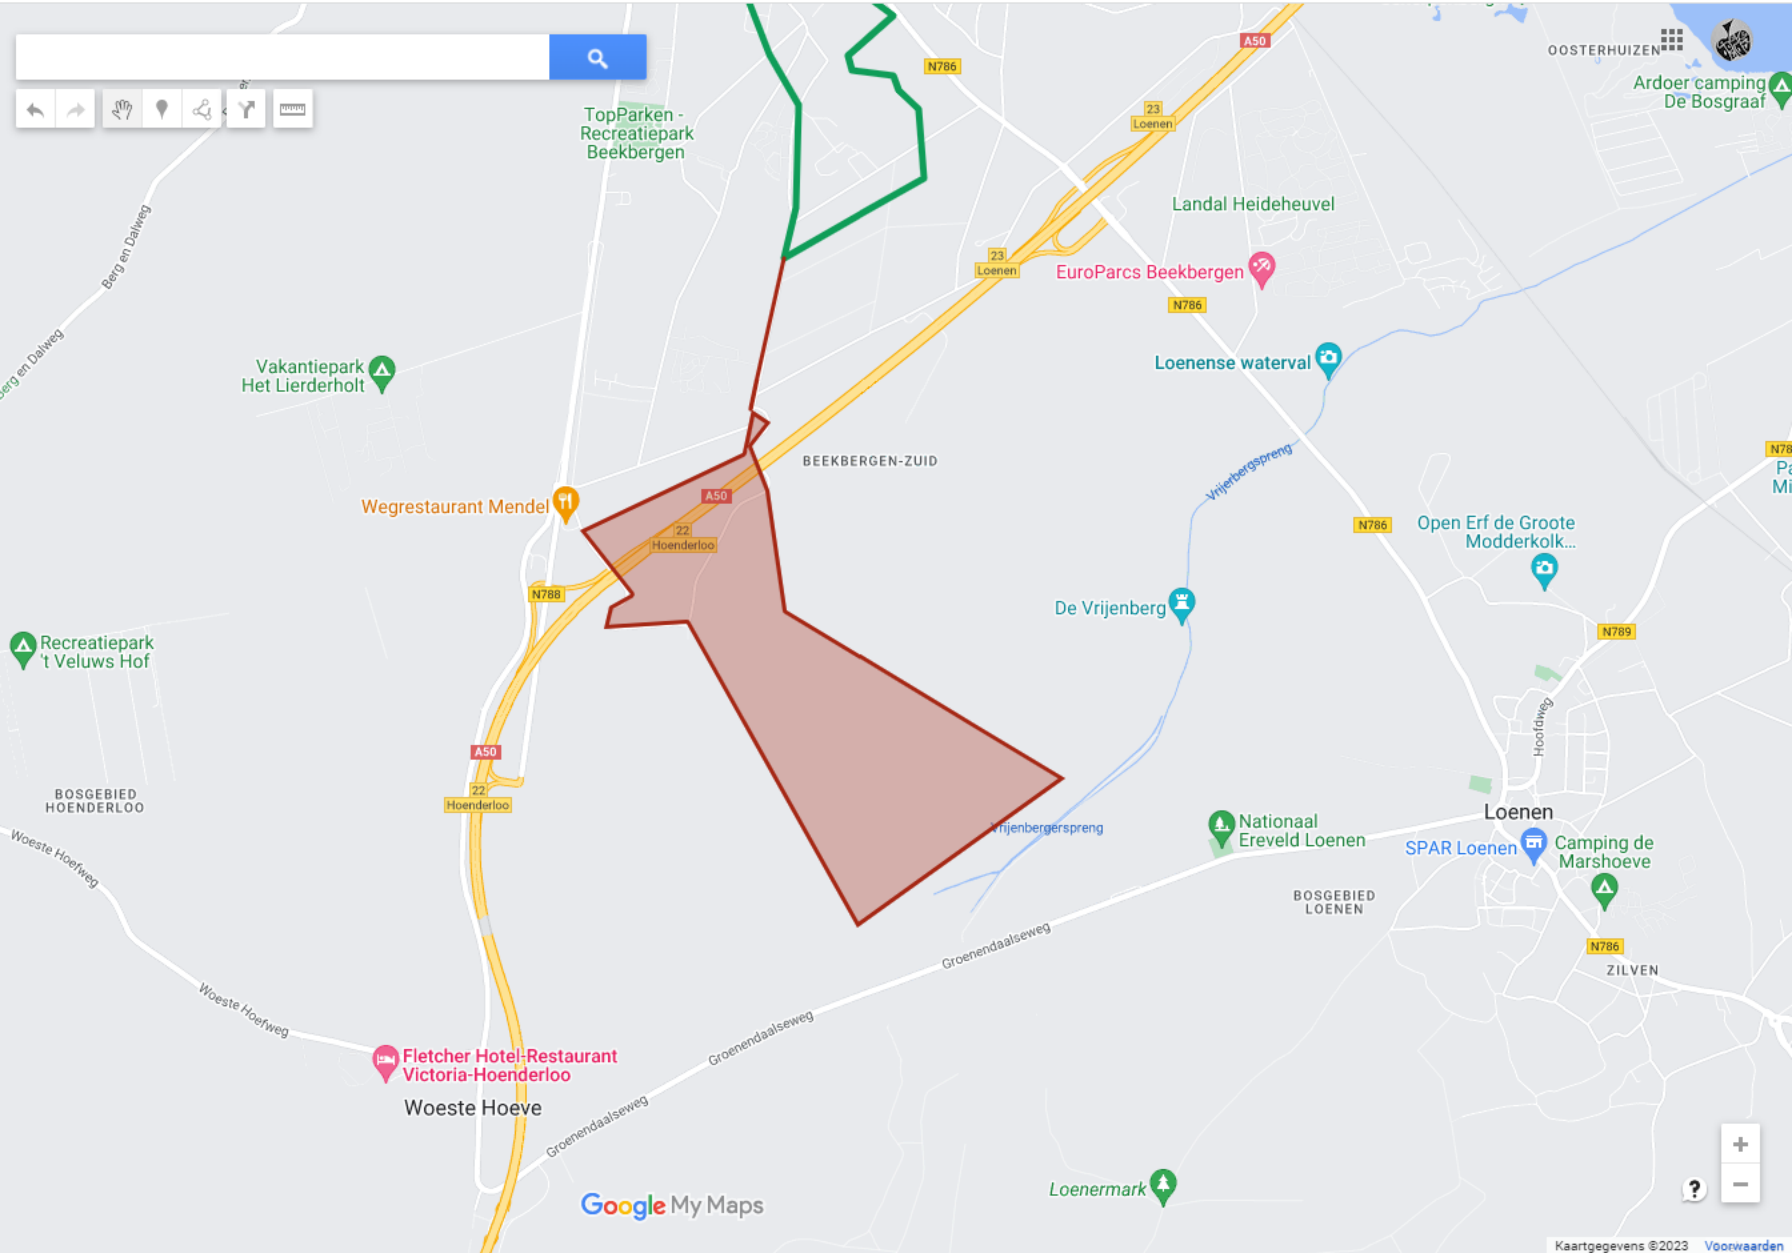 A50
OOSTERHUIZEN
N786
Ardoer camping
De Bosgraaf
TopParken -
Recreatiepark
Beekbergen
23
Loenen
Landal Heideheuvel
Berg en Dalweg
23
Loenen
EuroParcs Beekbergen
N786
Berg en Dalweg
Vakantiepark
Het Lierderholt
Loenense waterval
BEEKBERGEN-ZUID
Vrijerbergspreng
Wegrestaurant Mendel
A50
22
Hoenderloo
N786
Open Erf de Groote
Modderkolk...
N788
De Vrijenberg
N789
Recreatiepark
't Veluws Hof
Hoofdweg
A50
22
Hoenderloo
BOSGEBIED
HOENDERLOO
Woeste Hoefweg
Vrijenbergerspreng
Nationaal
Ereveld Loenen
Loenen
SPAR Loenen
Camping de
Marshoeve
BOSGEBIED
LOENEN
Groenendaalseweg
N786
ZILVEN
Woeste Hoefweg
Groenendaalseweg
Fletcher Hotel-Restaurant
Victoria-Hoenderloo
Woeste Hoeve
Groenendaalseweg
Loenermark
Google My Maps
Kaartgegevens ©2023 Voorwaarden